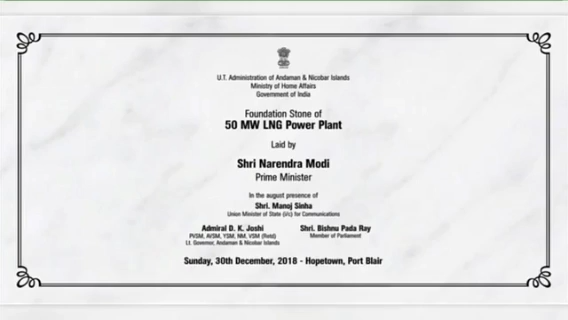 U.T. Administration of Andaman & Nicobar Islands
Ministry of Home Affairs
Government of India
Foundation Stone of
50 MW LNG Power Plant
Laid by
Shri Narendra Modi
Prime Minister
In the august presence of
Shri. Manoj Sinha
Union Minister of State (i/c) for Communications
Admiral D. K. Joshi
PVSM, AVSM, YSM, NM, VSM (Retd)
Lt. Governor, Andaman & Nicobar Islands
Shri. Bishnu Pada Ray
Member of Parliament
Sunday, 30th December, 2018 - Hopetown, Port Blair